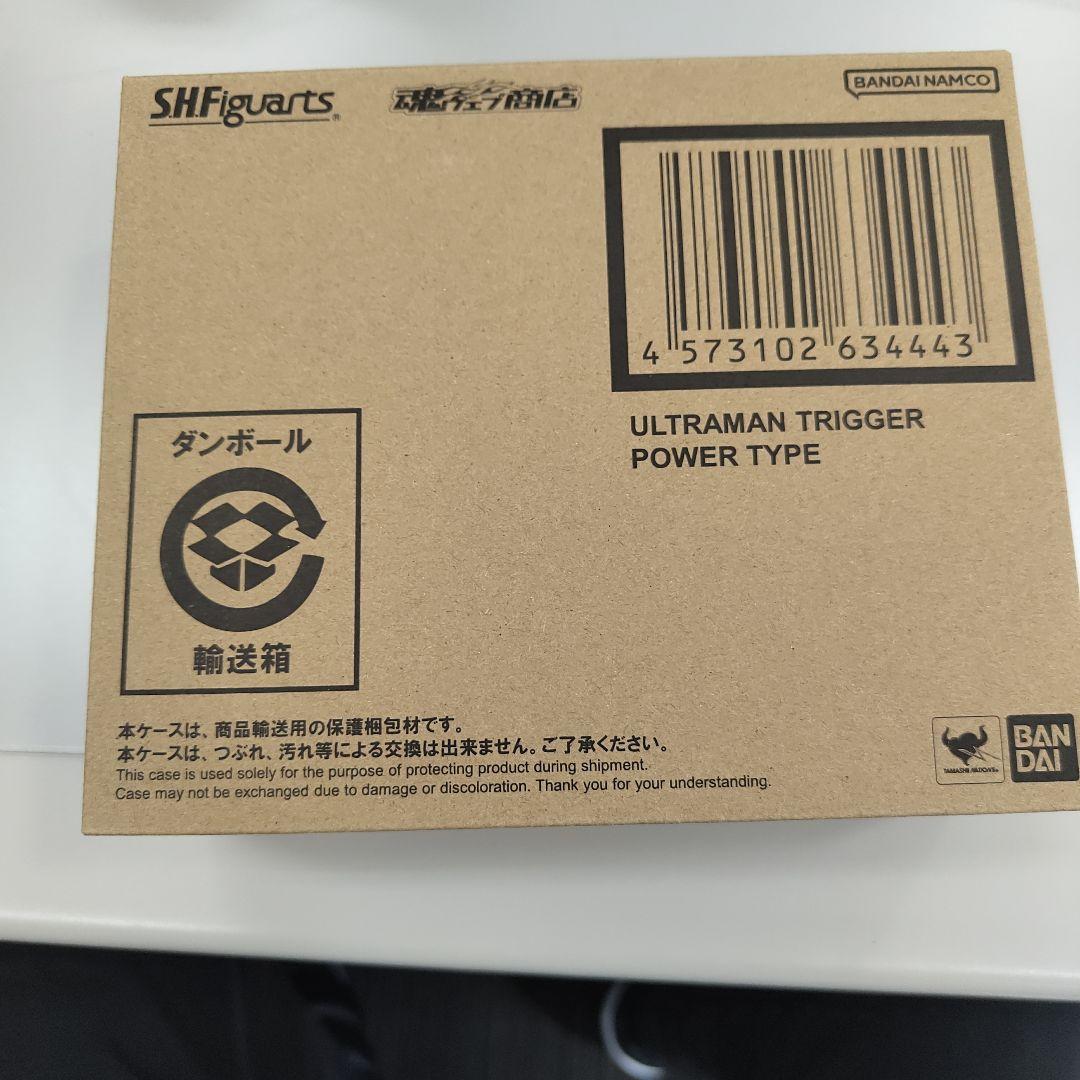 S.H.Figuarts®
魂ウェブ商店
BANDAI NAMCO
4 573102 634443
ULTRAMAN TRIGGER
POWER TYPE
ダンボール
輸送箱
本ケースは、商品輸送用の保護梱包材です。
本ケースは、つぶれ、汚れ等による交換は出来ません。ご了承ください。
This case is used solely for the purpose of protecting product during shipment.
Case may not be exchanged due to damage or discoloration. Thank you for your understanding.
TAMASHII NATIONS
BAN
DAI